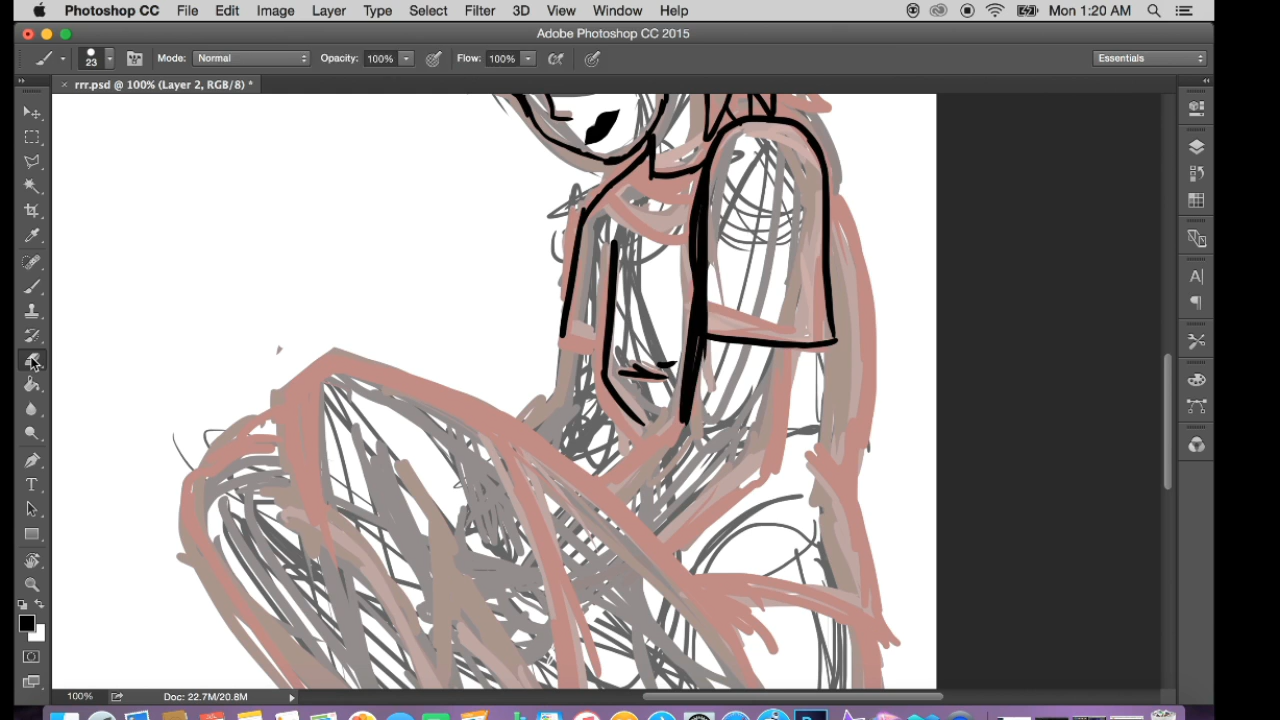 Photoshop CC File Edit Image Layer Type Select Filter 3D View Window Help Mon 1:20 AM
Adobe Photoshop CC 2015
23 Mode: Normal Opacity: 100% Flow: 100% Essentials
× rrr.psd @ 100% (Layer 2, RGB/8) *
100% Doc: 22.7M/20.8M